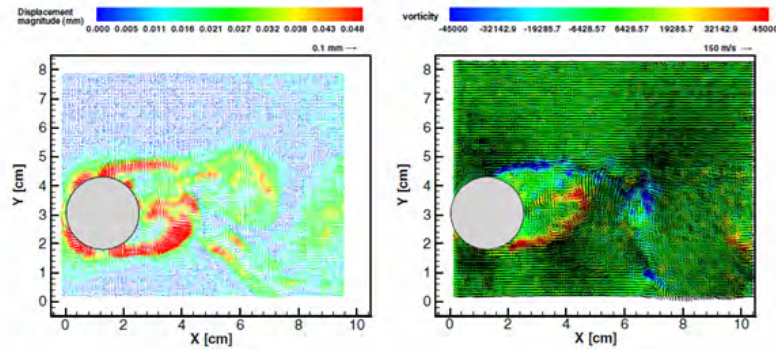 Displacement
magnitude (mm)
0.000 0.005 0.011 0.016 0.021 0.027 0.032 0.038 0.043 0.048
0.1 mm →
Y [cm]
8
7
6
5
4
3
2
1
0
0 2 4 6 8 10
X [cm]
vorticity
-45000 -32142.9 -19285.7 -6428.57 6428.57 19285.7 32142.9 45000
150 m/s →
Y [cm]
8
7
6
5
4
3
2
1
0
0 2 4 6 8 10
X [cm]